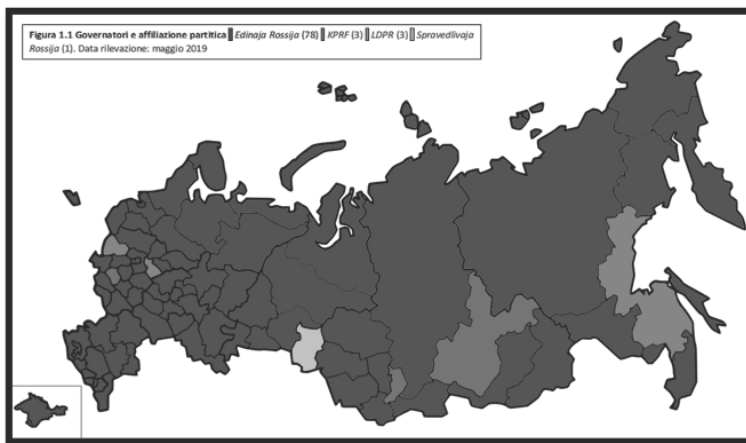 Figura 1.1 Governatori e affiliazione partitica Edinaja Rossija (78) KPRF (3) LDPR (3) Spravedlivaja
Rossija (1). Data rilevazione: maggio 2019